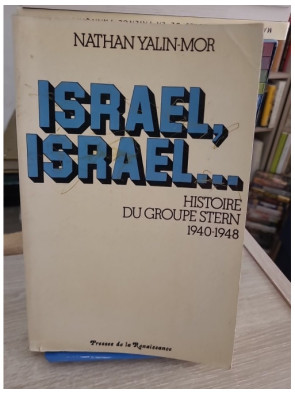 NATHAN YALIN-MOR
ISRAEL,
ISRAEL...
HISTOIRE
DU GROUPE STERN
1940-1948
Presses de la Renaissance